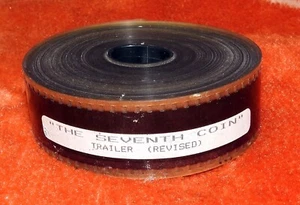 "THE SEVENTH COIN"
TRAILER (REVISED)